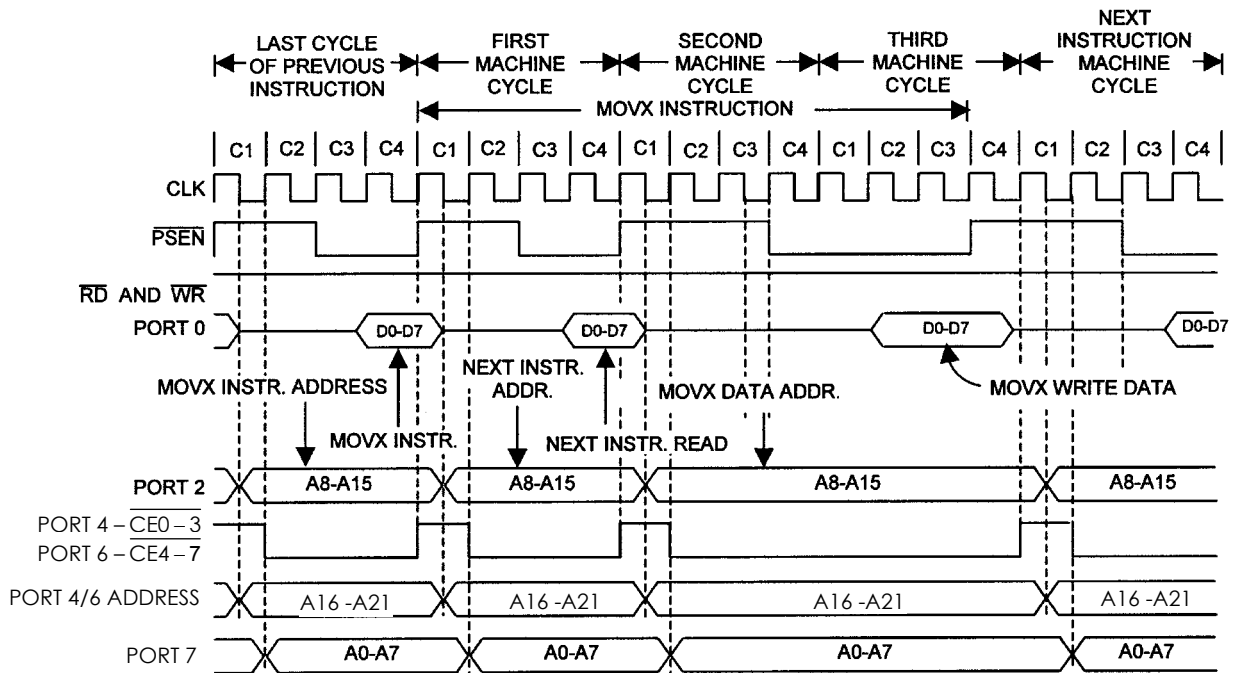 LAST CYCLE
OF PREVIOUS
INSTRUCTION
FIRST
MACHINE
CYCLE
SECOND
MACHINE
CYCLE
THIRD
MACHINE
CYCLE
NEXT
INSTRUCTION
MACHINE
CYCLE
MOVX INSTRUCTION
C1 C2 C3 C4 C1 C2 C3 C4 C1 C2 C3 C4 C1 C2 C3 C4 C1 C2 C3 C4
CLK
PSEN
RD AND WR
PORT 0 D0-D7 D0-D7 D0-D7 D0-D7
MOVX INSTR. ADDRESS
MOVX INSTR.
NEXT INSTR.
ADDR.
NEXT INSTR. READ
MOVX DATA ADDR.
MOVX WRITE DATA
PORT 2 A8-A15 A8-A15 A8-A15 A8-A15
PORT 4 – CE0 – 3
PORT 6 – CE4 – 7
PORT 4/6 ADDRESS A16 -A21 A16 -A21 A16 -A21 A16 -A21
PORT 7 A0-A7 A0-A7 A0-A7 A0-A7